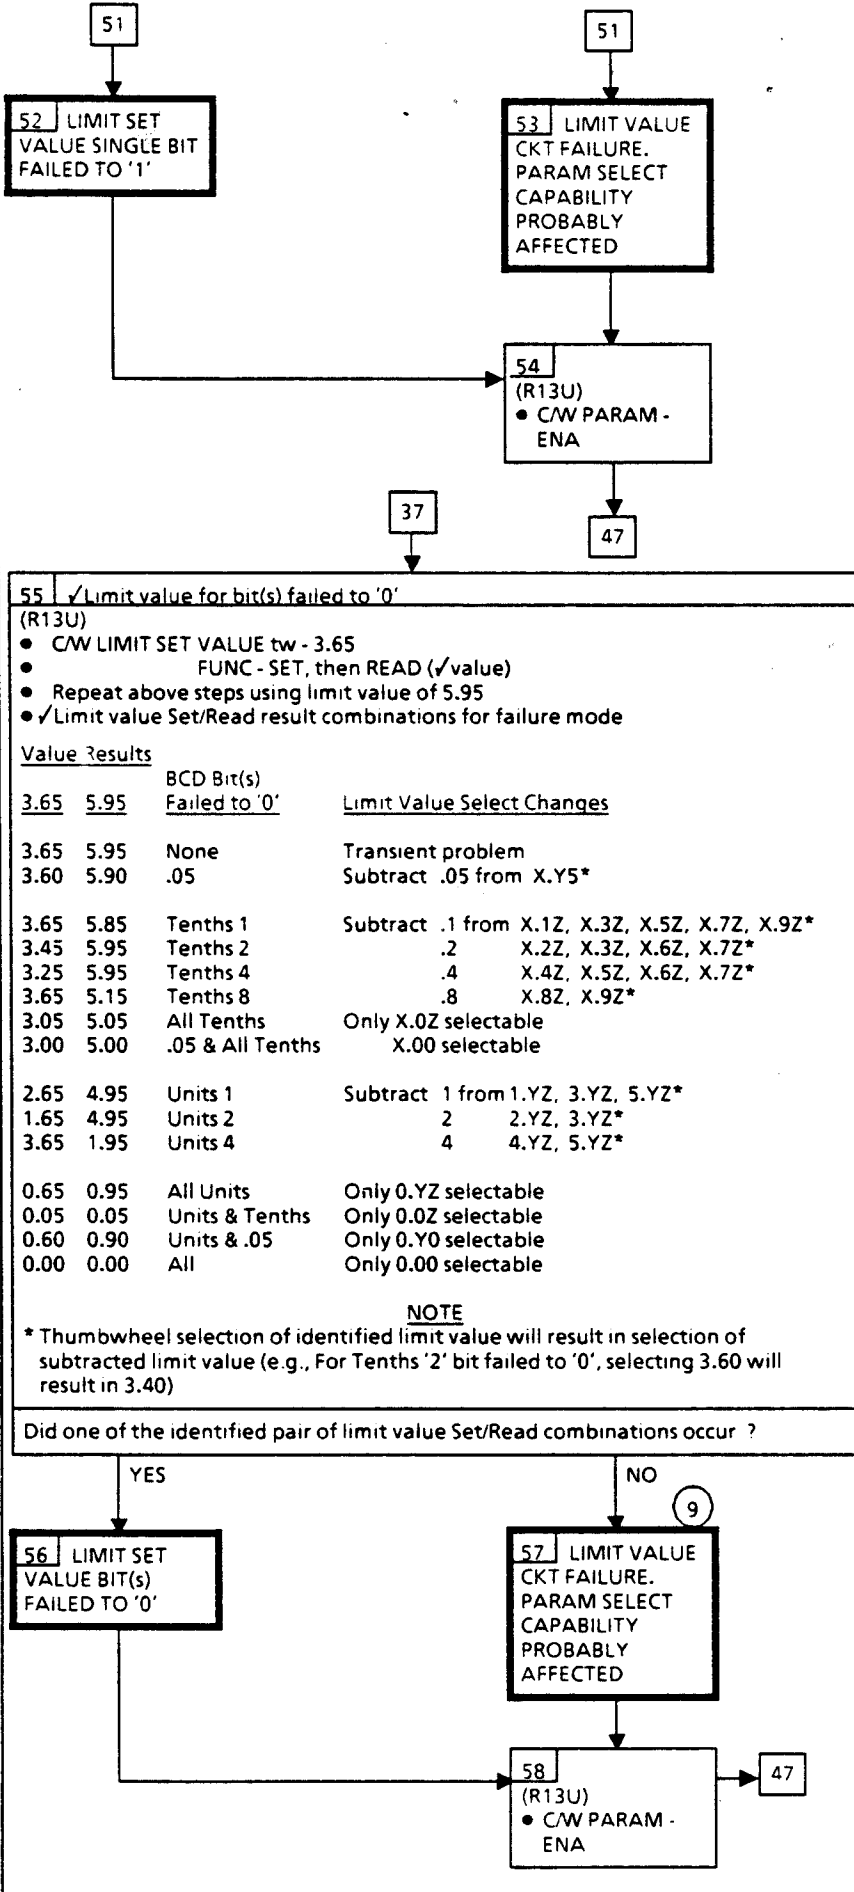 51
51
52 LIMIT SET
VALUE SINGLE BIT
FAILED TO '1'
53 LIMIT VALUE
CKT FAILURE.
PARAM SELECT
CAPABILITY
PROBABLY
AFFECTED
54
(R13U)
● C/W PARAM -
ENA
37
47
55 ✓Limit value for bit(s) failed to '0'
(R13U)
● C/W LIMIT SET VALUE tw - 3.65
● FUNC - SET, then READ (✓value)
● Repeat above steps using limit value of 5.95
● ✓Limit value Set/Read result combinations for failure mode
Value Results
BCD Bit(s)
3.65 5.95 Failed to '0' Limit Value Select Changes
3.65 5.95 None Transient problem
3.60 5.90 .05 Subtract .05 from X.Y5*
3.65 5.85 Tenths 1 Subtract .1 from X.1Z, X.3Z, X.5Z, X.7Z, X.9Z*
3.45 5.95 Tenths 2 .2 X.2Z, X.3Z, X.6Z, X.7Z*
3.25 5.95 Tenths 4 .4 X.4Z, X.5Z, X.6Z, X.7Z*
3.65 5.15 Tenths 8 .8 X.8Z, X.9Z*
3.05 5.05 All Tenths Only X.0Z selectable
3.00 5.00 .05 & All Tenths X.00 selectable
2.65 4.95 Units 1 Subtract 1 from 1.YZ, 3.YZ, 5.YZ*
1.65 4.95 Units 2 2 2.YZ, 3.YZ*
3.65 1.95 Units 4 4 4.YZ, 5.YZ*
0.65 0.95 All Units Only 0.YZ selectable
0.05 0.05 Units & Tenths Only 0.0Z selectable
0.60 0.90 Units & .05 Only 0.Y0 selectable
0.00 0.00 All Only 0.00 selectable
NOTE
* Thumbwheel selection of identified limit value will result in selection of
subtracted limit value (e.g., For Tenths '2' bit failed to '0', selecting 3.60 will
result in 3.40)
Did one of the identified pair of limit value Set/Read combinations occur ?
YES
NO
9
56 LIMIT SET
VALUE BIT(s)
FAILED TO '0'
57 LIMIT VALUE
CKT FAILURE.
PARAM SELECT
CAPABILITY
PROBABLY
AFFECTED
58
(R13U)
● C/W PARAM -
ENA
47